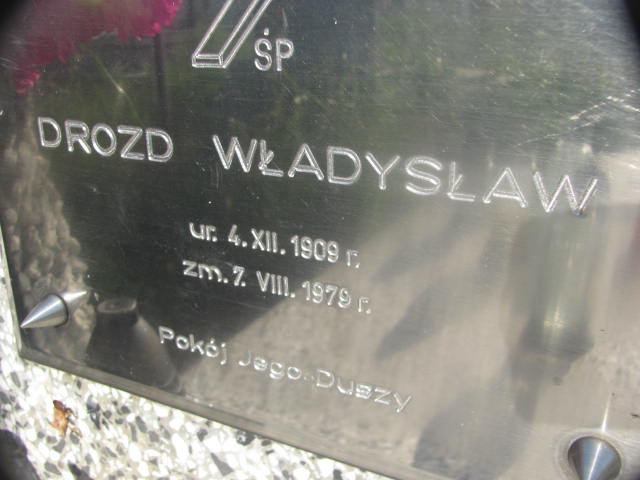 ŚP
DROZD WŁADYSŁAW
ur. 4. XII. 1909 r.
zm. 7. VIII. 1979 r.
Pokój Jego Duszy